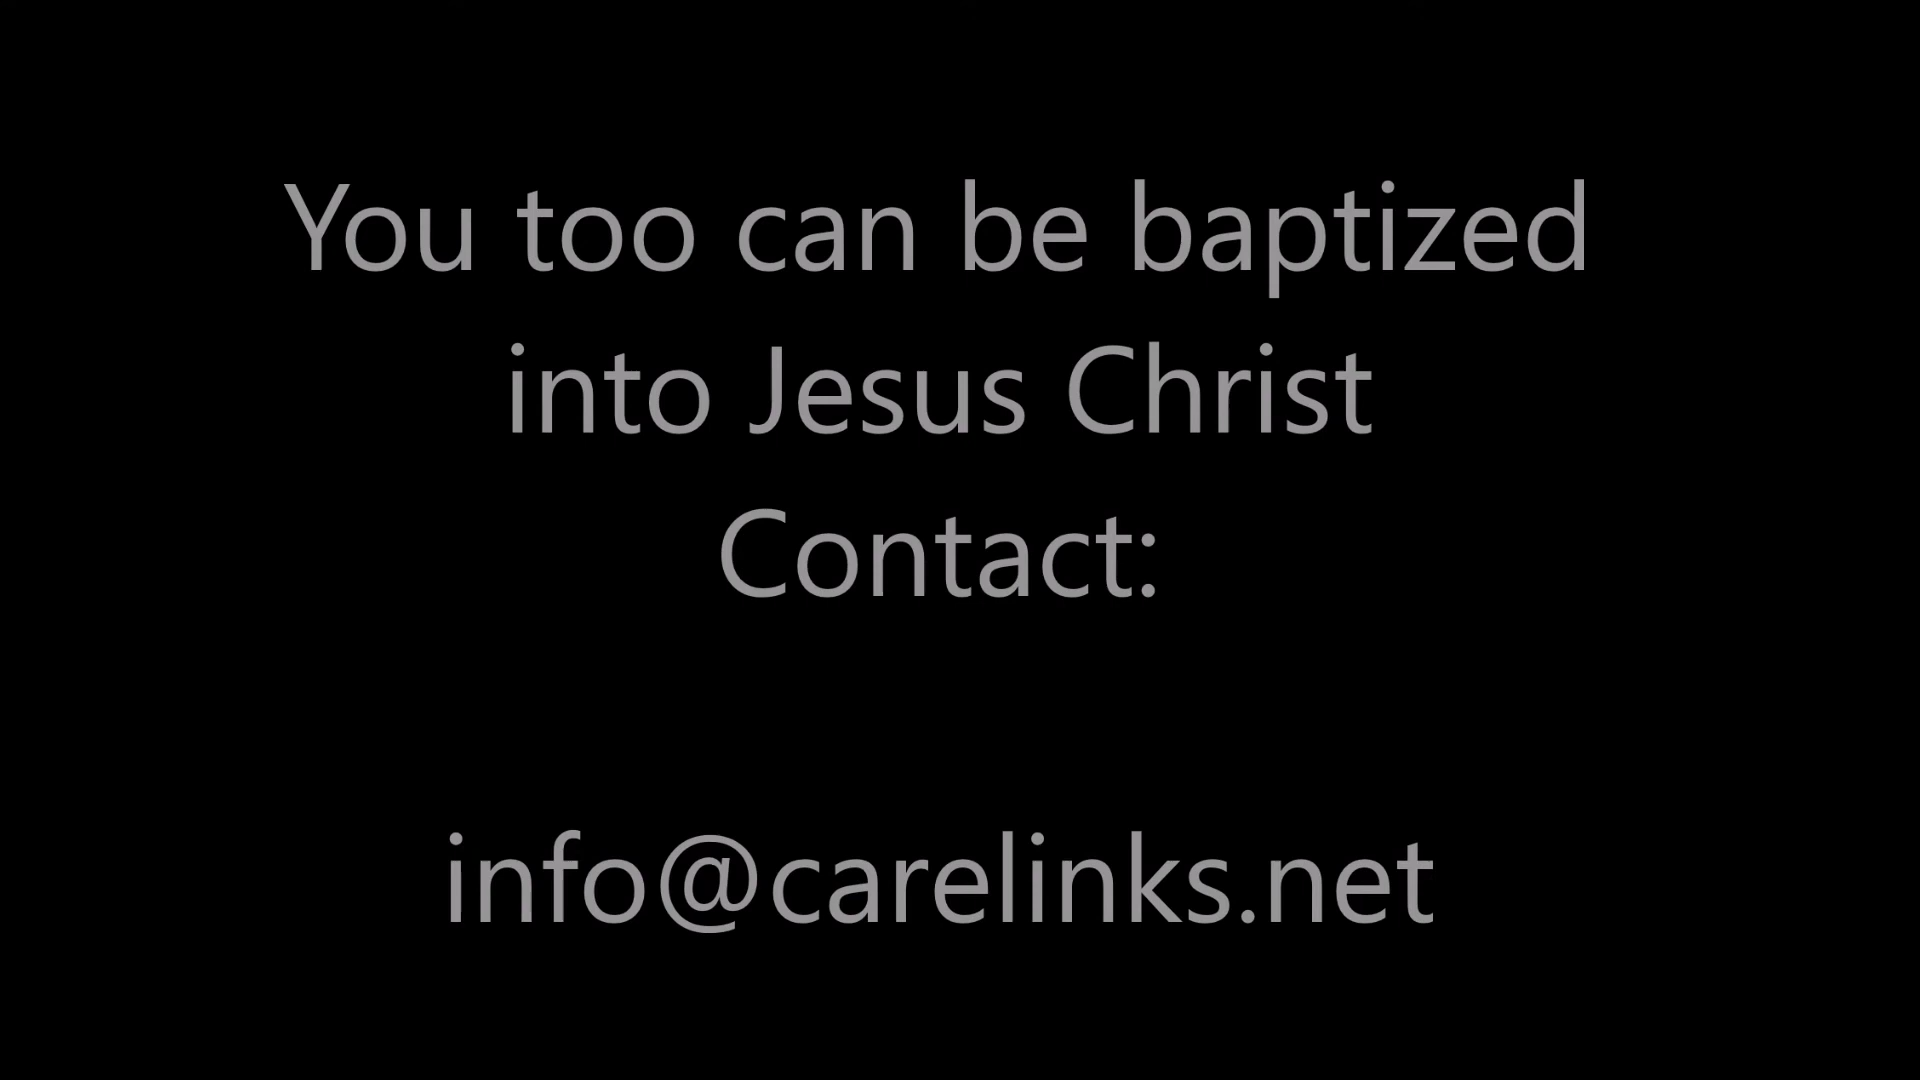 You too can be baptized
into Jesus Christ
Contact:
info@carelinks.net